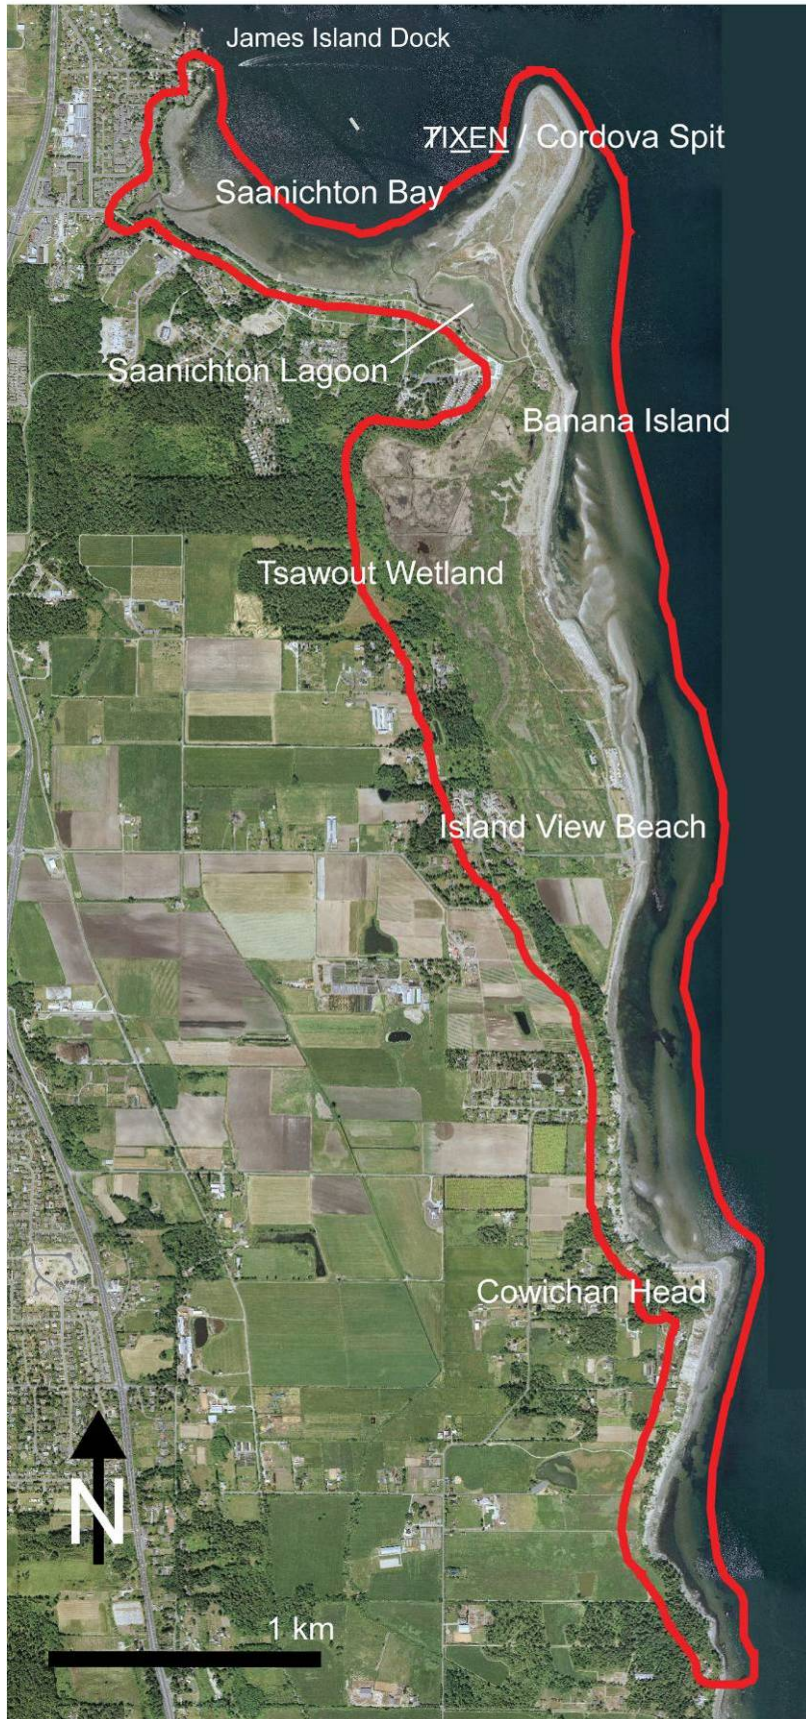 James Island Dock
ȾIX̱EṈ / Cordova Spit
Saanichton Bay
Saanichton Lagoon
Banana Island
Tsawout Wetland
Island View Beach
Cowichan Head
N
1 km